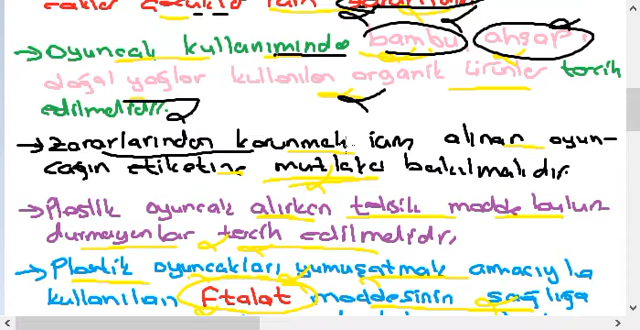 → Oyuncak kullanımında bambu, ahşap,
doğal yağlar kullanılan organik ürünler tercih
edilmelidir.
→ Zararlarından korunmak için alınan oyun-
cağın etiketine mutlaka bakılmalıdır.
→ Plastik oyuncak alırken toksik madde bulun
durmayanlar tercih edilmelidir.
→ Plastik oyuncakları yumuşatmak amacıyla
kullanılan Ftalat maddesinin sağlığa